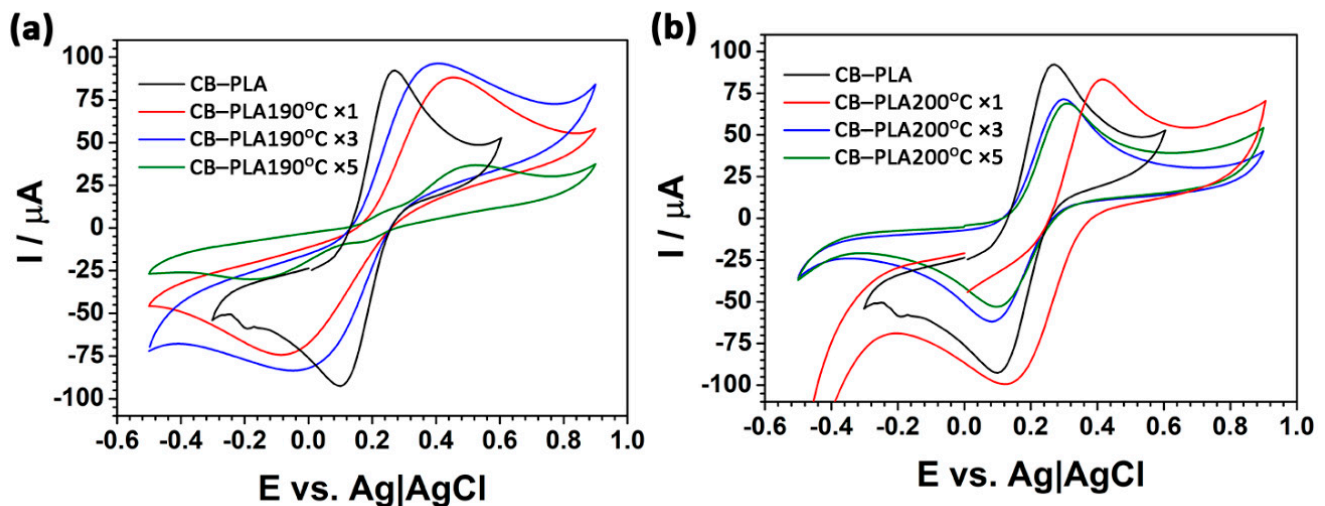 (a)
100
75
50
25
0
-25
-50
-75
-100
I / μA
CB–PLA
CB–PLA190°C ×1
CB–PLA190°C ×3
CB–PLA190°C ×5
-0.6 -0.4 -0.2 0.0 0.2 0.4 0.6 0.8 1.0
E vs. Ag|AgCl
(b)
100
75
50
25
0
-25
-50
-75
-100
I / μA
CB–PLA
CB–PLA200°C ×1
CB–PLA200°C ×3
CB–PLA200°C ×5
-0.6 -0.4 -0.2 0.0 0.2 0.4 0.6 0.8 1.0
E vs. Ag|AgCl